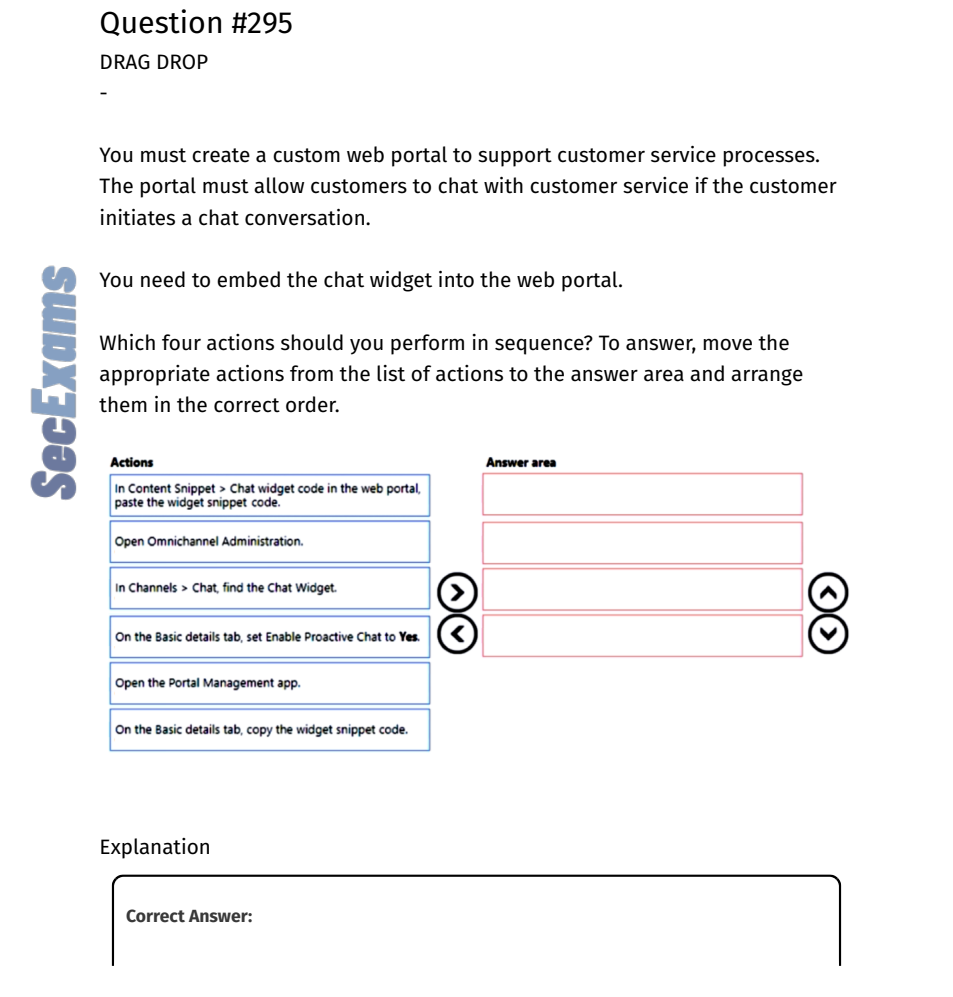 Question #295
DRAG DROP
-
You must create a custom web portal to support customer service processes.
The portal must allow customers to chat with customer service if the customer
initiates a chat conversation.
You need to embed the chat widget into the web portal.
Which four actions should you perform in sequence? To answer, move the
appropriate actions from the list of actions to the answer area and arrange
them in the correct order.
SecExams
Actions
In Content Snippet > Chat widget code in the web portal,
paste the widget snippet code.
Open Omnichannel Administration.
In Channels > Chat, find the Chat Widget.
On the Basic details tab, set Enable Proactive Chat to Yes.
Open the Portal Management app.
On the Basic details tab, copy the widget snippet code.
Answer area
Explanation
Correct Answer: